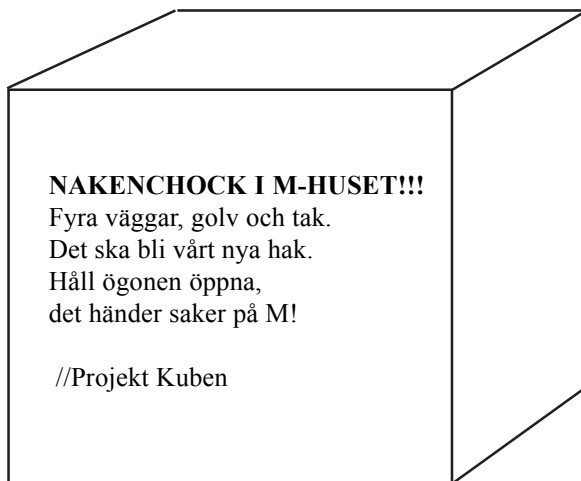 NAKENCHOCK I M-HUSET!!!
Fyra väggar, golv och tak.
Det ska bli vårt nya hak.
Håll ögonen öppna,
det händer saker på M!
//Projekt Kuben